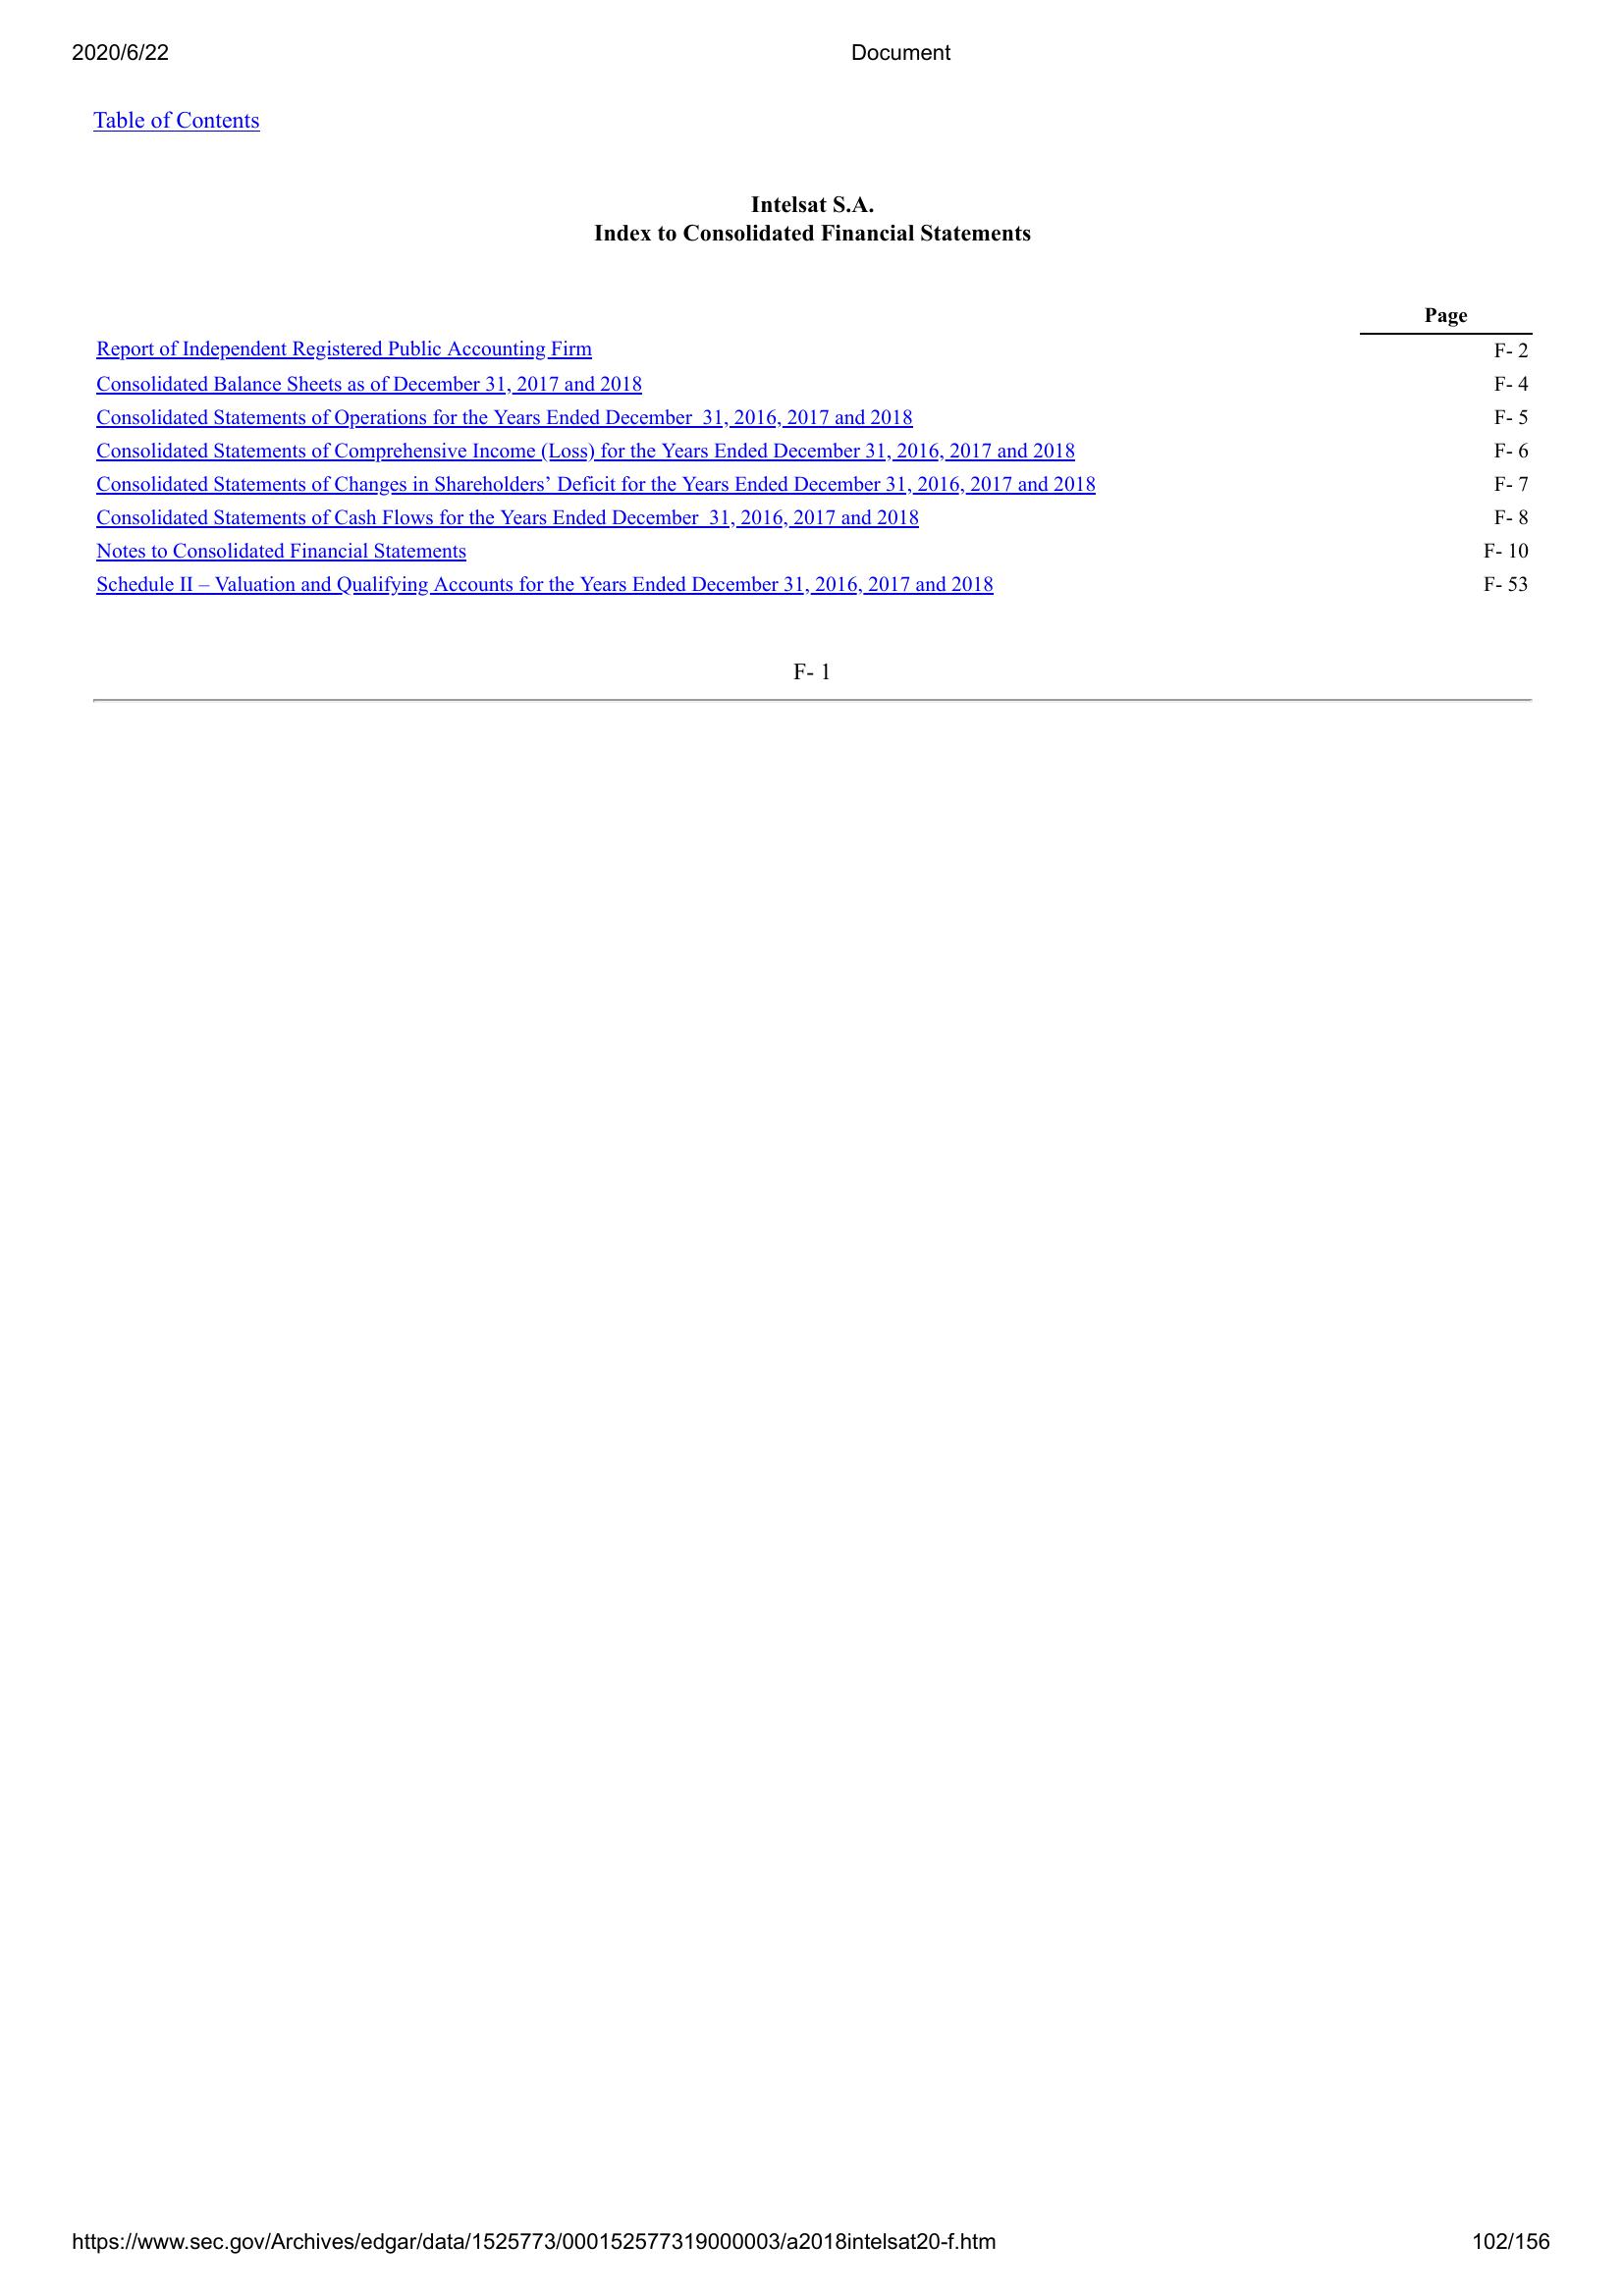 2020/6/22 Document
Table of Contents
Intelsat S.A.
Index to Consolidated Financial Statements
Page
Report of Independent Registered Public Accounting Firm F- 2
Consolidated Balance Sheets as of December 31, 2017 and 2018 F- 4
Consolidated Statements of Operations for the Years Ended December 31, 2016, 2017 and 2018 F- 5
Consolidated Statements of Comprehensive Income (Loss) for the Years Ended December 31, 2016, 2017 and 2018 F- 6
Consolidated Statements of Changes in Shareholders’ Deficit for the Years Ended December 31, 2016, 2017 and 2018 F- 7
Consolidated Statements of Cash Flows for the Years Ended December 31, 2016, 2017 and 2018 F- 8
Notes to Consolidated Financial Statements F- 10
Schedule II – Valuation and Qualifying Accounts for the Years Ended December 31, 2016, 2017 and 2018 F- 53
F- 1
https://www.sec.gov/Archives/edgar/data/1525773/000152577319000003/a2018intelsat20-f.htm 102/156